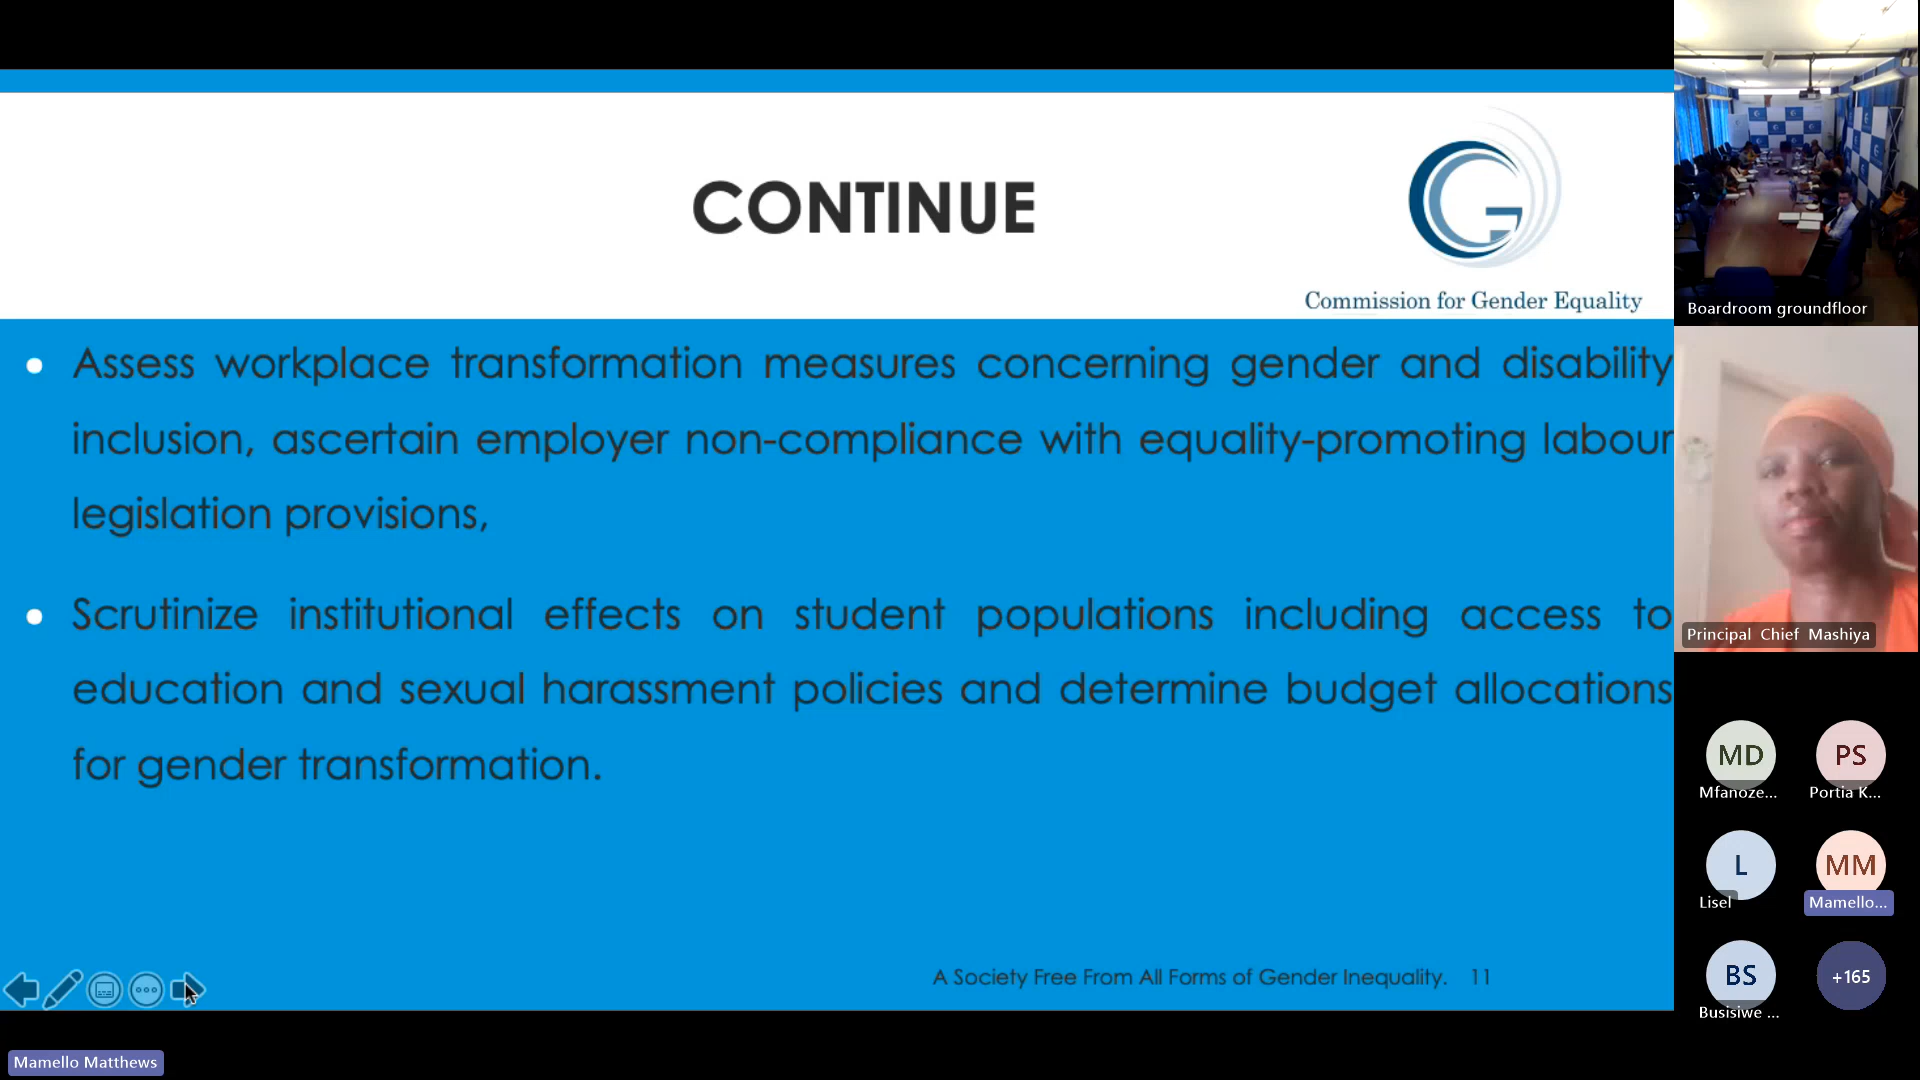 CONTINUE
Commission for Gender Equality
Assess workplace transformation measures concerning gender and disability
inclusion, ascertain employer non-compliance with equality-promoting labour
legislation provisions,
Scrutinize institutional effects on student populations including access to
education and sexual harassment policies and determine budget allocations
for gender transformation.
A Society Free From All Forms of Gender Inequality. 11
Mamello Matthews
Boardroom groundfloor
Principal Chief Mashiya
MD PS
Mfanoze... Portia K...
L MM
Lisel Mamello...
BS +165
Busisiwe ...